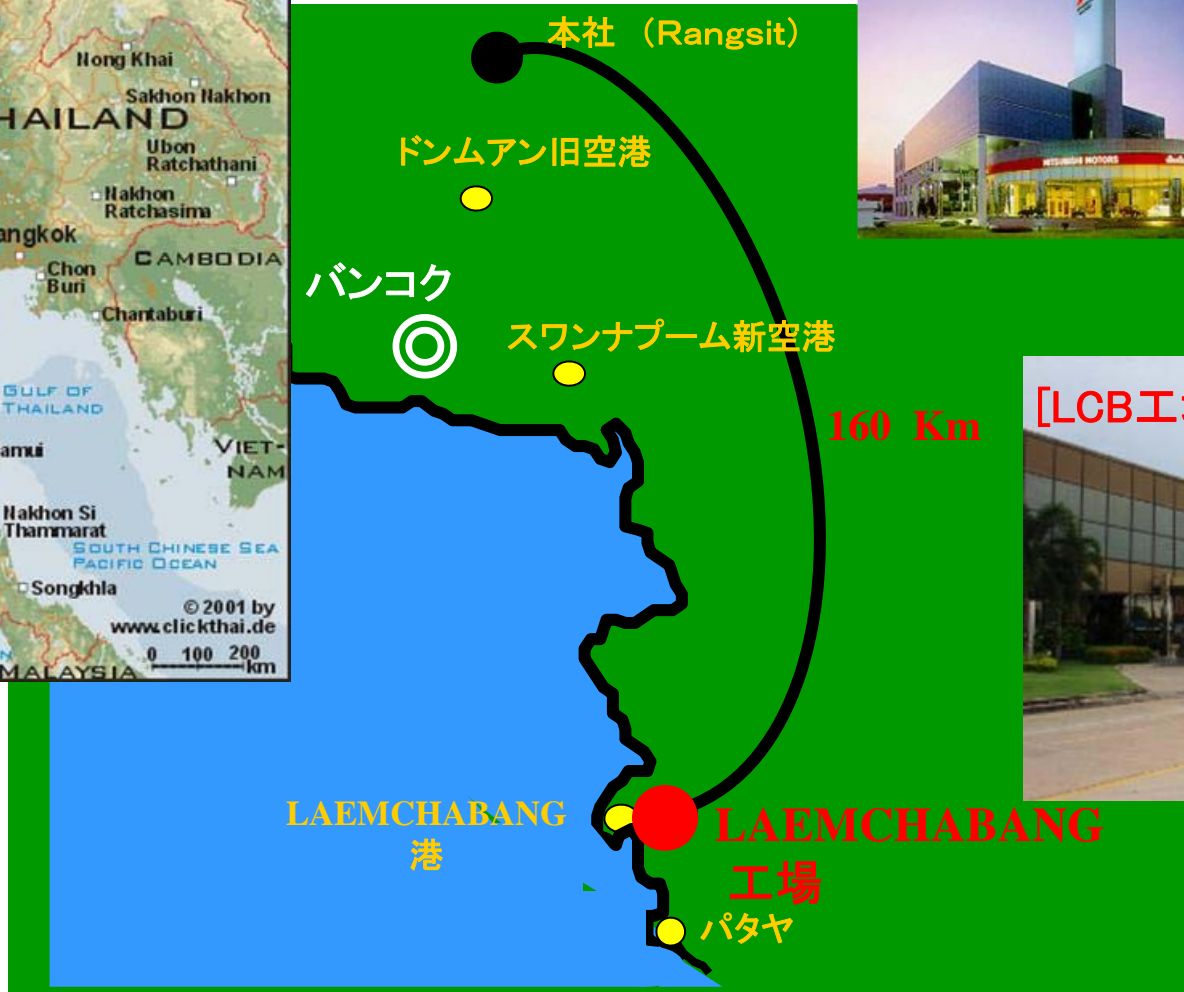 Nong Khai
Sakhon Nakhon
HAILAND
Ubon
Ratchathani
Nakhon
Ratchasima
angkok
CAMBODIA
Chon
Buri
Chantaburi
GULF OF
THAILAND
amui
VIET-
NAM
Nakhon Si
Thammarat
SOUTH CHINESE SEA
PACIFIC OCEAN
Songkhla
© 2001 by
www.clickthai.de
0 100 200
km
N
MALAYSIA
本社 (Rangsit)
ドンムアン旧空港
バンコク
スワンナプーム新空港
160 Km
MITSUBISHI MOTORS
[LCB工
LAEMCHABANG
港
LAEMCHABANG
工場
パタヤ